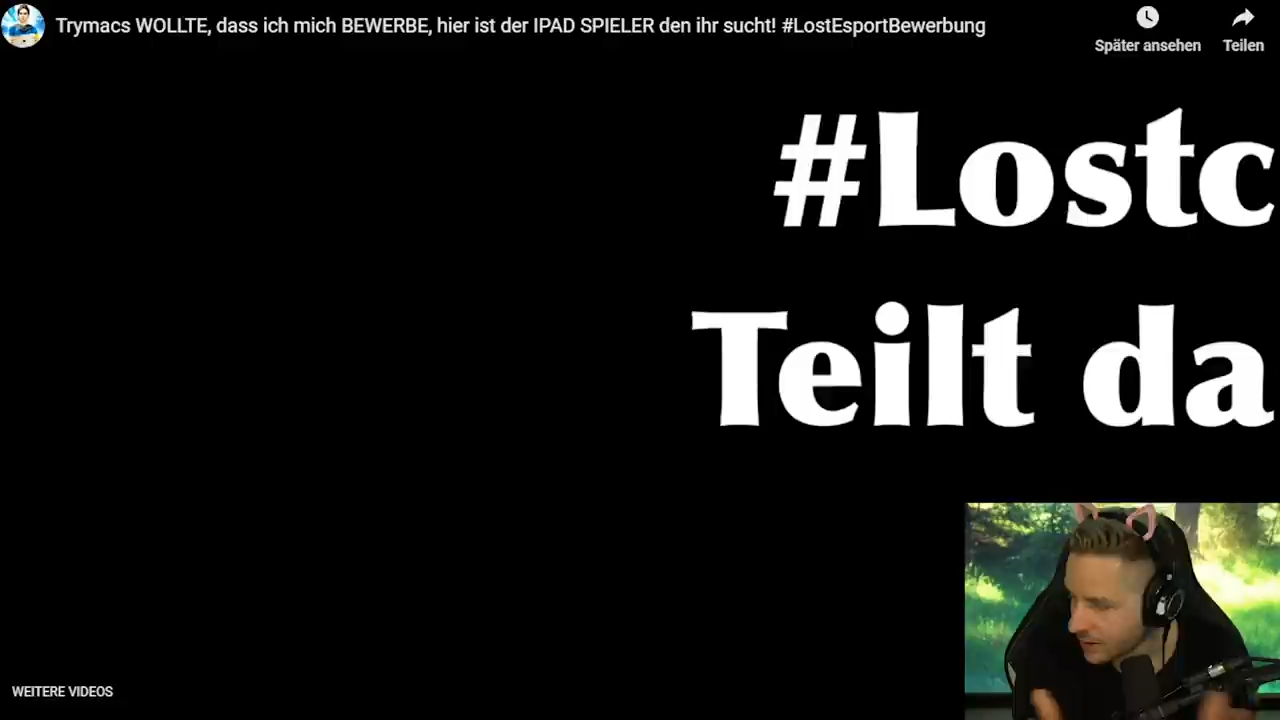 Trymacs WOLLTE, dass ich mich BEWERBE, hier ist der IPAD SPIELER den ihr sucht! #LostEsportBewerbung
Später ansehen
Teilen
#Lostc
Teilt da
WEITERE VIDEOS